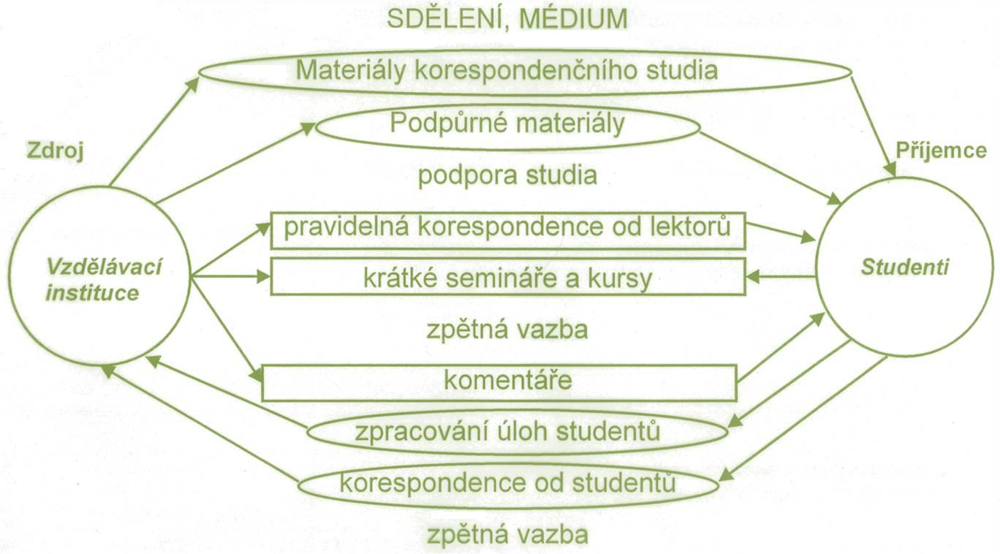 SDĚLENÍ, MÉDIUM
Materiály korespondenčního studia
Podpůrné materiály
Zdroj
Příjemce
podpora studia
pravidelná korespondence od lektorů
Vzdělávací
instituce
krátké semináře a kursy
Studenti
zpětná vazba
komentáře
zpracování úloh studentů
korespondence od studentů
zpětná vazba